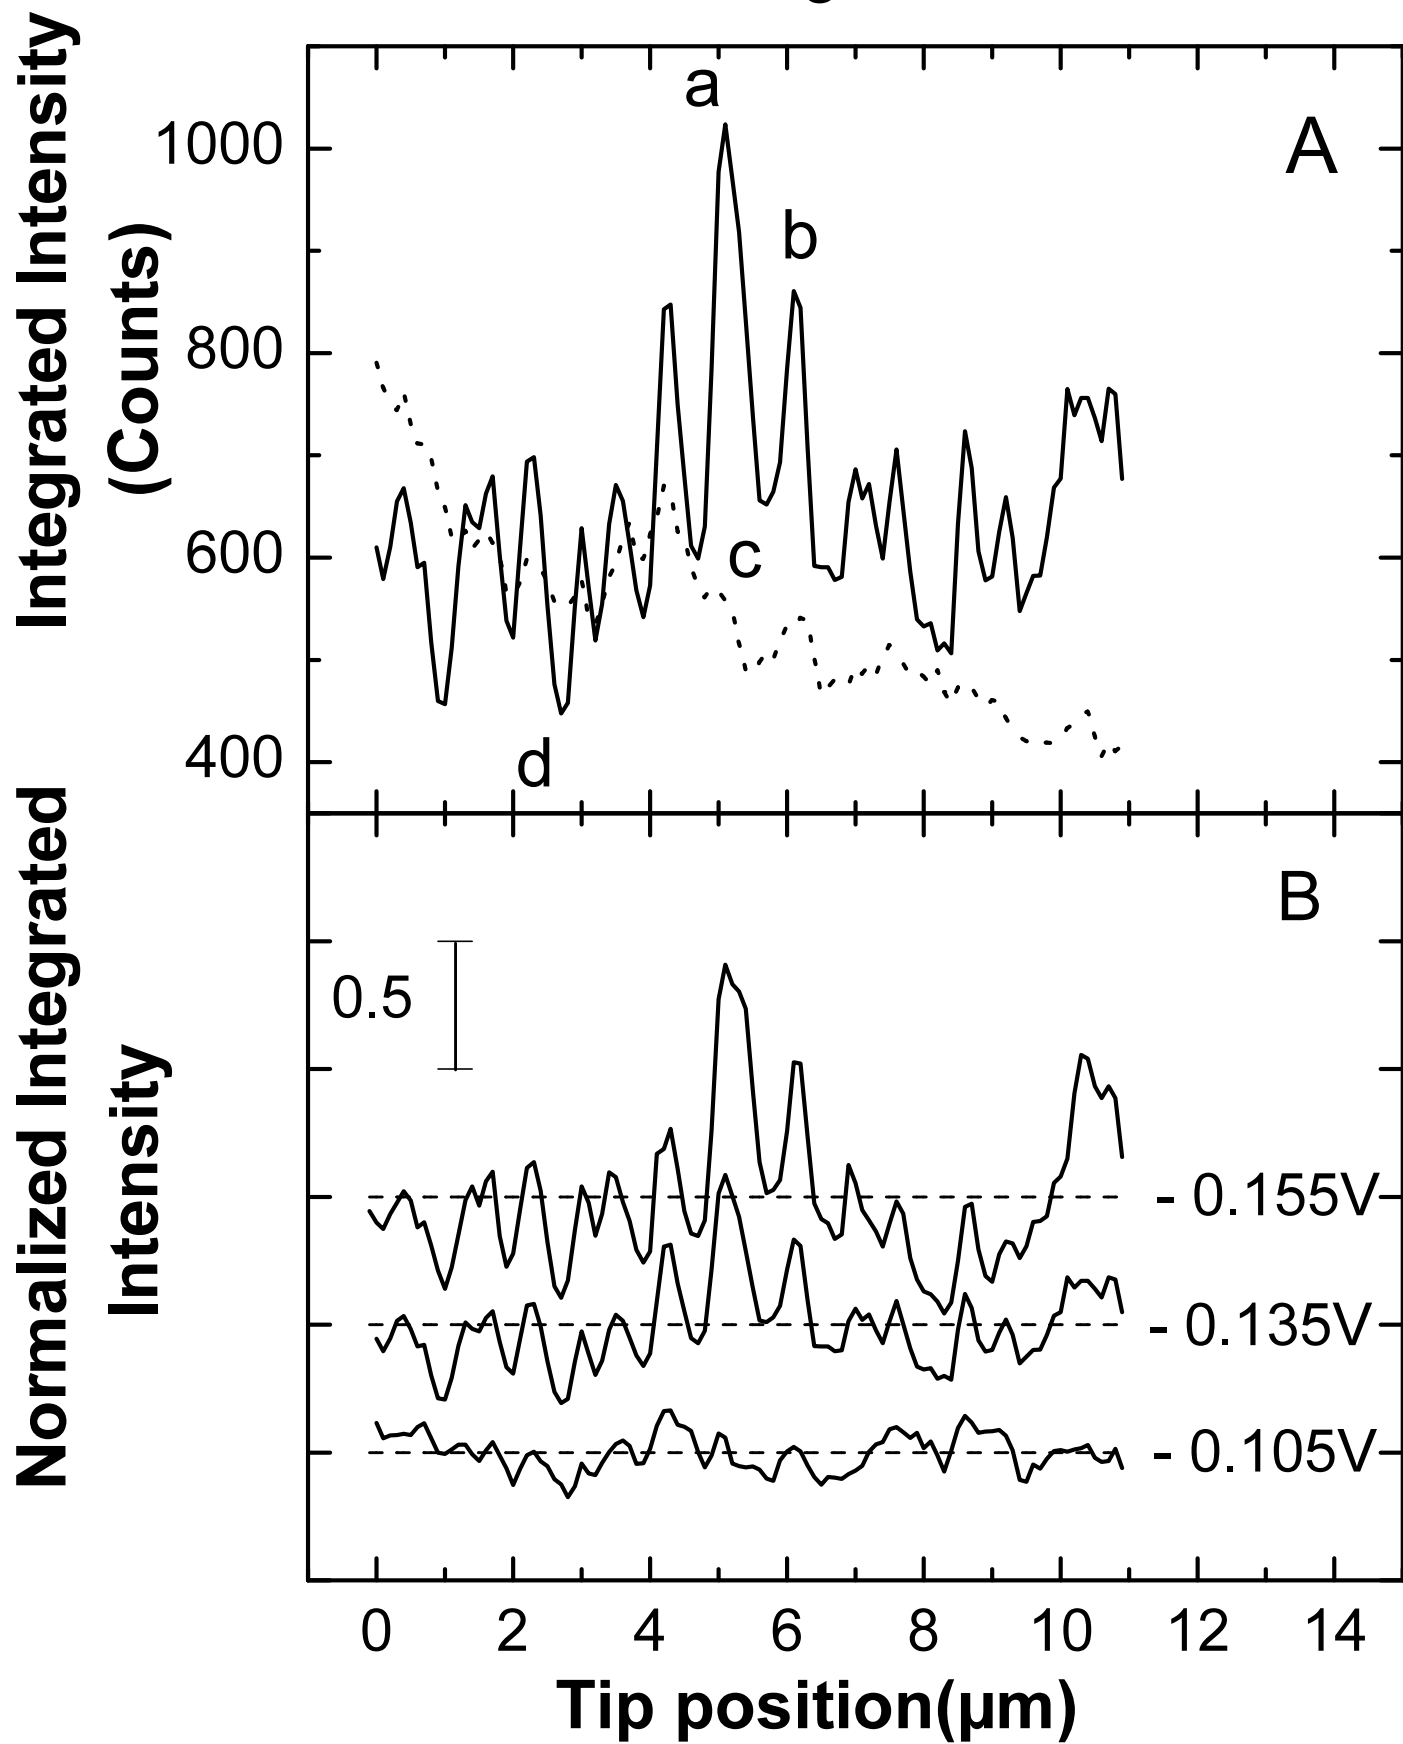 Integrated Intensity
(Counts)
1000
800
600
400
a
b
c
d
A
Normalized Integrated
Intensity
B
0.5
- 0.155V
- 0.135V
- 0.105V
0 2 4 6 8 10 12 14
Tip position(µm)